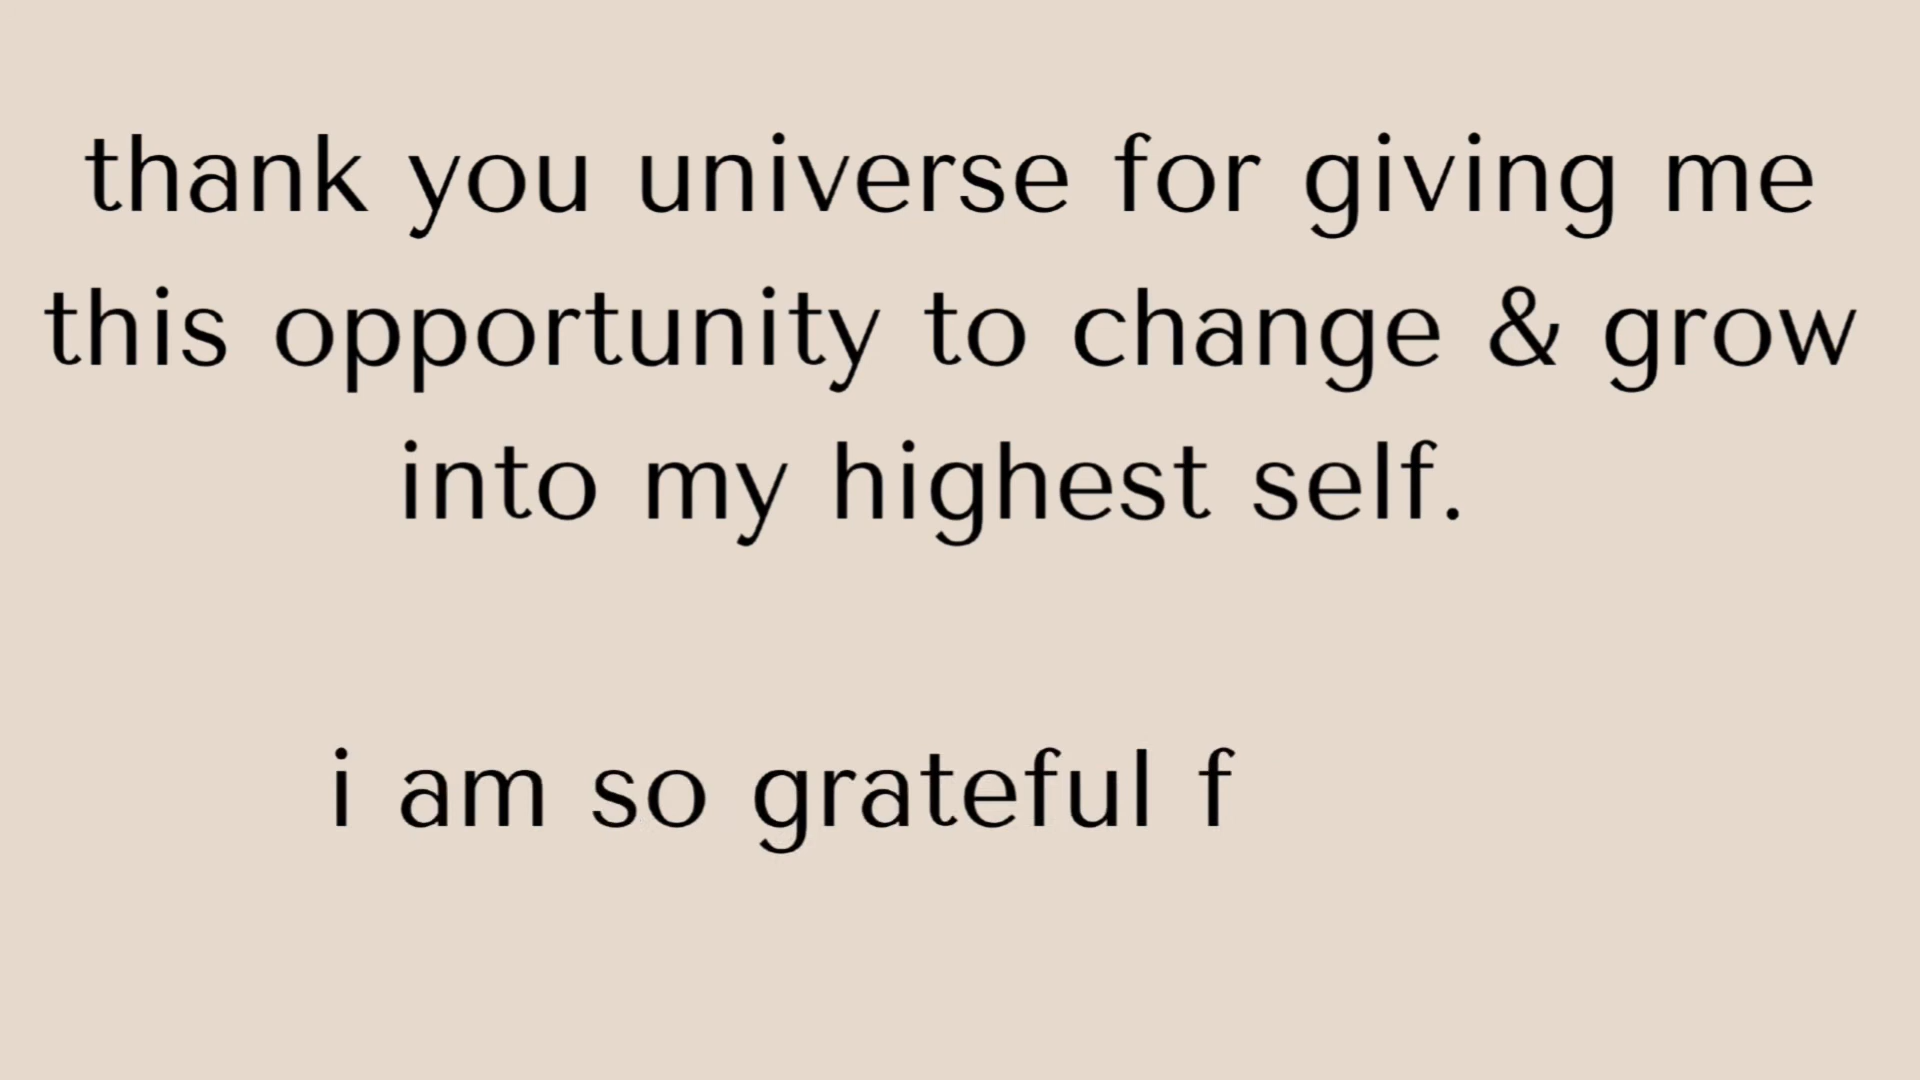 thank you universe for giving me
this opportunity to change & grow
into my highest self.
i am so grateful f